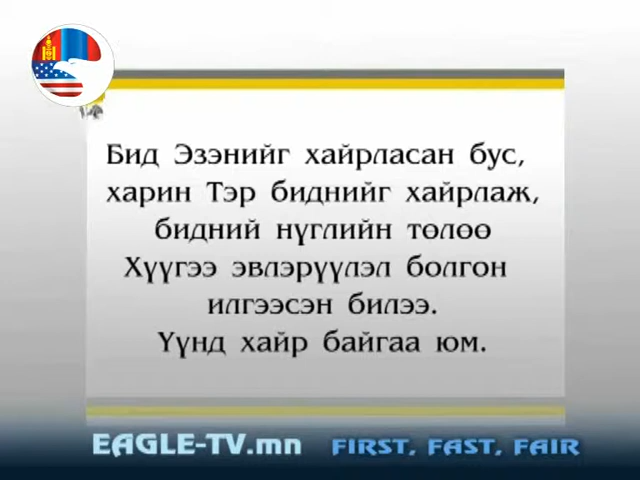 Бид Эзэнийг хайрласан бус,
харин Тэр биднийг хайрлаж,
бидний нүглийн төлөө
Хүүгээ эвлэрүүлэл болгон
илгээсэн билээ.
Үүнд хайр байгаа юм.
EAGLE-TV.mn FIRST, FAST, FAIR